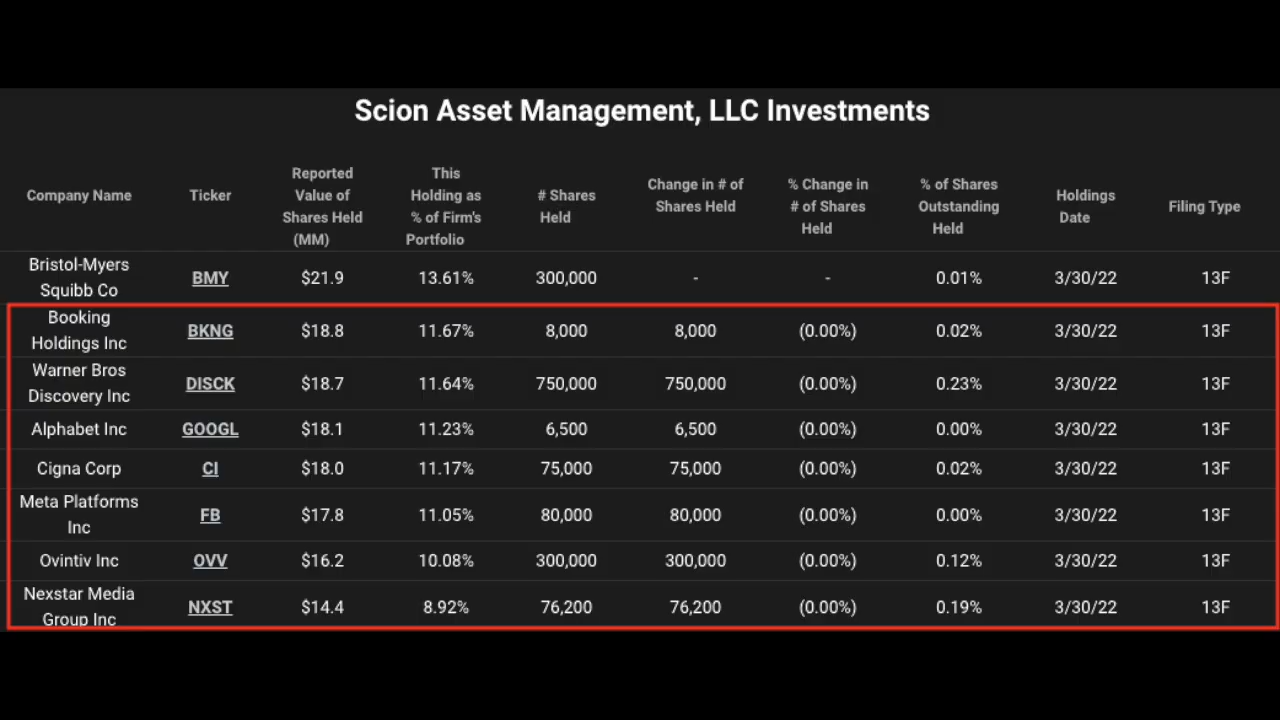 Scion Asset Management, LLC Investments
Company Name Ticker Reported Value of Shares Held (MM) This Holding as % of Firm's Portfolio # Shares Held Change in # of Shares Held % Change in # of Shares Held % of Shares Outstanding Held Holdings Date Filing Type
Bristol-Myers Squibb Co BMY $21.9 13.61% 300,000 - - 0.01% 3/30/22 13F
Booking Holdings Inc BKNG $18.8 11.67% 8,000 8,000 (0.00%) 0.02% 3/30/22 13F
Warner Bros Discovery Inc DISCK $18.7 11.64% 750,000 750,000 (0.00%) 0.23% 3/30/22 13F
Alphabet Inc GOOGL $18.1 11.23% 6,500 6,500 (0.00%) 0.00% 3/30/22 13F
Cigna Corp CI $18.0 11.17% 75,000 75,000 (0.00%) 0.02% 3/30/22 13F
Meta Platforms Inc FB $17.8 11.05% 80,000 80,000 (0.00%) 0.00% 3/30/22 13F
Ovintiv Inc OVV $16.2 10.08% 300,000 300,000 (0.00%) 0.12% 3/30/22 13F
Nexstar Media Group Inc NXST $14.4 8.92% 76,200 76,200 (0.00%) 0.19% 3/30/22 13F